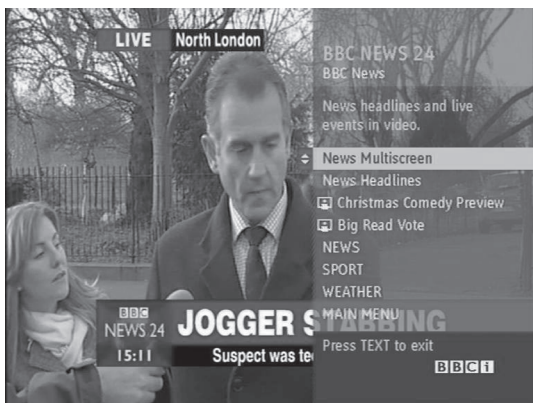 LIVE North London
BBC NEWS 24
BBC News
News headlines and live
events in video.
News Multiscreen
News Headlines
Christmas Comedy Preview
Big Read Vote
NEWS
SPORT
WEATHER
MAIN MENU
Press TEXT to exit
BBCi
BBC
NEWS 24
15:11
JOGGER STABBING
Suspect was